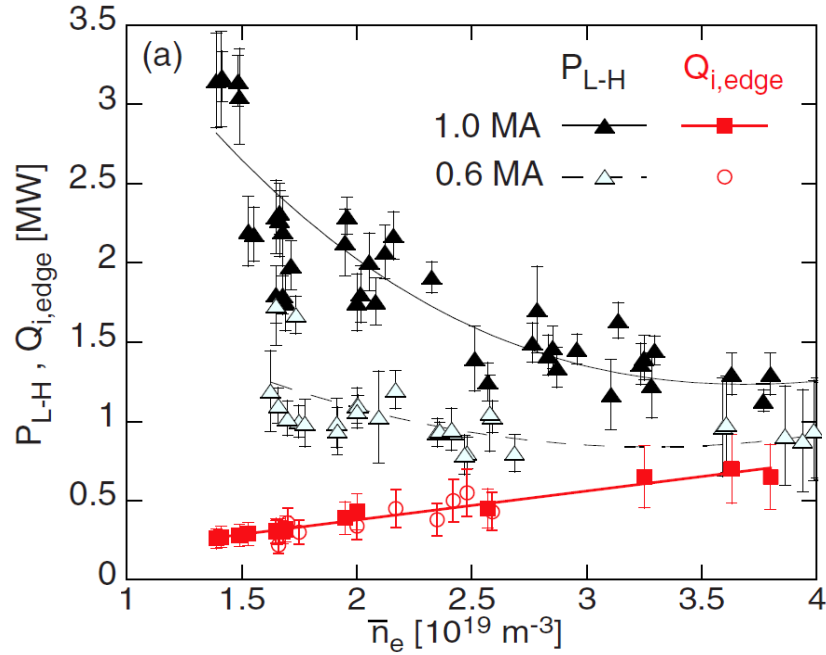 (a)
P_L-H Q_i,edge
1.0 MA
0.6 MA
P_L-H , Q_i,edge [MW]
3.5
3
2.5
2
1.5
1
0.5
0
1 1.5 2 2.5 3 3.5 4
n̅_e [10^19 m^-3]